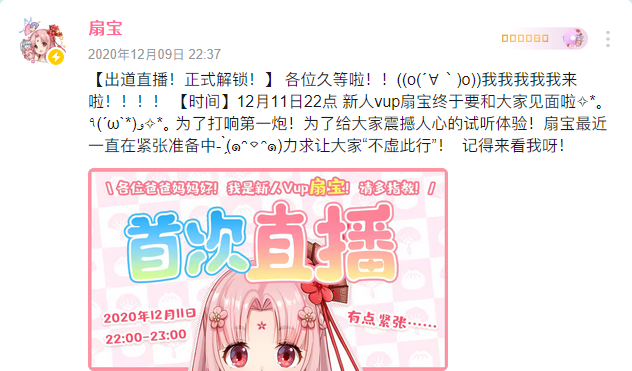 扇宝
2020年12月09日 22:37
【出道直播！正式解锁！】 各位久等啦！！((o(´∀｀)o))我我我我我来
啦！！！！ 【时间】12月11日22点 新人vup扇宝终于要和大家见面啦✧*｡
٩(´ω`*)و✧*｡ 为了打响第一炮！为了给大家震撼人心的试听体验！扇宝最近
一直在紧张准备中- ̗̀(๑ᵔ⌔ᵔ๑)力求让大家“不虚此行”！ 记得来看我呀！
\ 各位爸爸妈妈好！我是新人Vup扇宝！请多指教！/
首次直播
2020年12月11日
22:00-23:00
有点紧张……